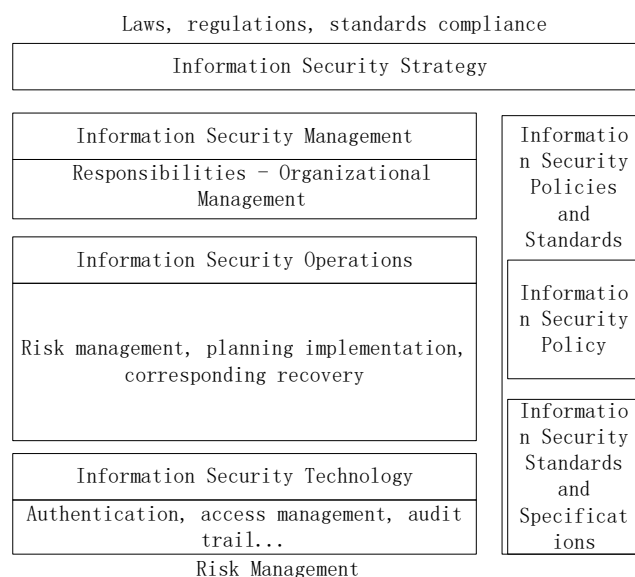 Laws, regulations, standards compliance
Information Security Strategy
Information Security Management
Responsibilities - Organizational
Management
Information Security Operations
Risk management, planning implementation,
corresponding recovery
Information Security Technology
Authentication, access management, audit
trail...
Risk Management
Informatio
n Security
Policies
and
Standards
Informatio
n Security
Policy
Informatio
n Security
Standards
and
Specificat
ions